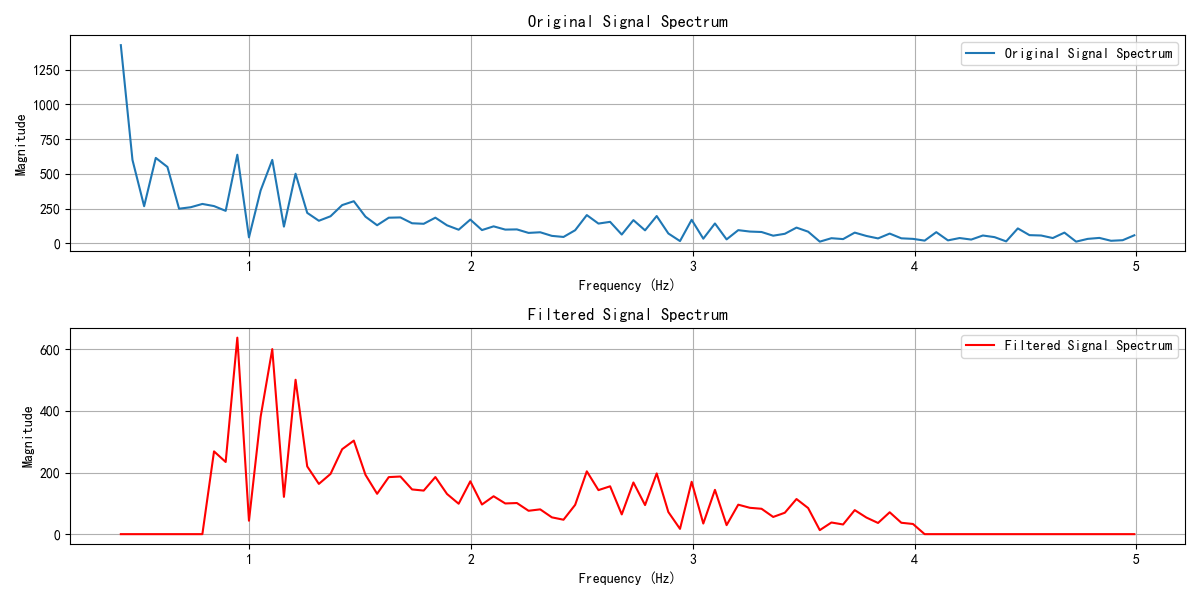 Original Signal Spectrum
Original Signal Spectrum
Magnitude
1250
1000
750
500
250
0
1 2 3 4 5
Frequency (Hz)
Filtered Signal Spectrum
Filtered Signal Spectrum
Magnitude
600
400
200
0
1 2 3 4 5
Frequency (Hz)